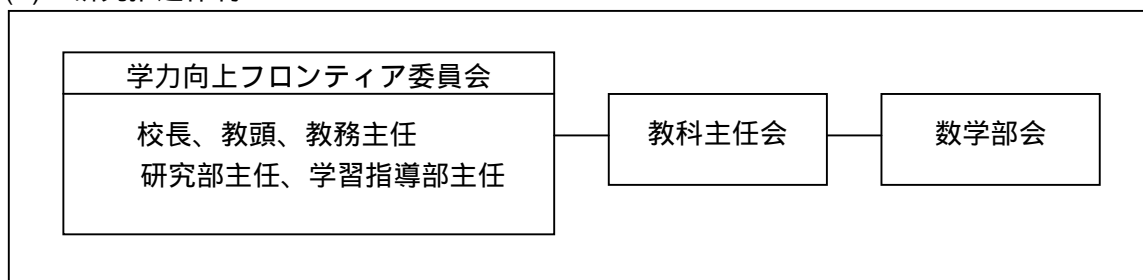 学力向上フロンティア委員会
校長、教頭、教務主任
研究部主任、学習指導部主任
教科主任会
数学部会